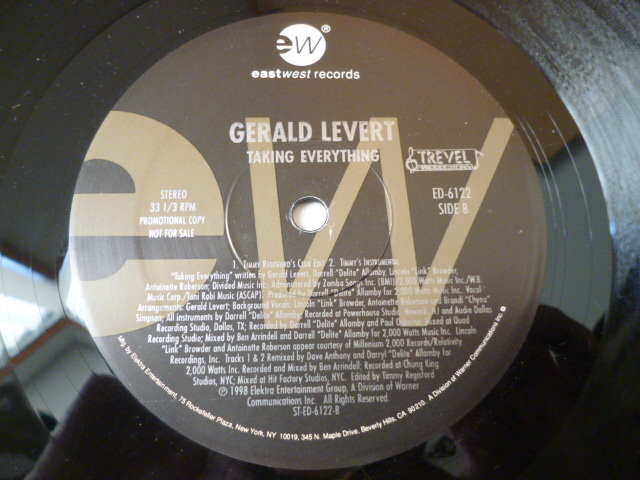 ew®
eastwest records
GERALD LEVERT
TAKING EVERYTHING
TREVEL
PRODUCTIONS
ED-6122
SIDE B
STEREO
33 1/3 RPM
PROMOTIONAL COPY
NOT FOR SALE
ew
1. Timmy Regisford's Club Edit 2. Timmy's Instrumental
"Taking Everything" written by Gerald Levert, Darrell "Delite" Allamby, Lincoln "Link" Browder,
Antoinette Roberson; Divided Music Inc. Administered by Zomba Songs Inc. (BMI)/2,000 Watts Music Inc./W.B.
Music Corp./Toni Robi Music (ASCAP). Produced by Darrell "Delite" Allamby for 2,000 Watts Music Inc. Vocal
Arrangements: Gerald Levert; Background Vocals: Lincoln "Link" Browder, Antoinette Roberson and Brandi "Chyna"
Simpson; All instruments by Darrell "Delite" Allamby Recorded at Powerhouse Studio, Newark, NJ and Audio Dallas
Recording Studio, Dallas, TX; Recorded by Darrell "Delite" Allamby and Paul Mixed at Quad
Recording Studio; Mixed by Ben Arrindell and Darrell "Delite" Allamby for 2,000 Watts Music Inc. Lincoln
"Link" Browder and Antoinette Roberson appear courtesy of Millenium 2,000 Records/Relativity
Recordings, Inc. Tracks 1 & 2 Remixed by Dave Anthony and Darryl "Delite" Allamby for
2,000 Watts Inc. Recorded and Mixed by Ben Arrindell; Recorded at Chung King
Studios, NYC; Mixed at Hit Factory Studios, NYC. Edited by Timmy Regisford
℗ © 1998 Elektra Entertainment Group, A Division of Warner
Communications Inc. All Rights Reserved.
ST-ED-6122-B
Mfg. by Elektra Entertainment, 75 Rockefeller Plaza, New York, NY 10019, 345 N. Maple Drive, Beverly Hills, CA 90210. A Division of Warner Communications Inc.